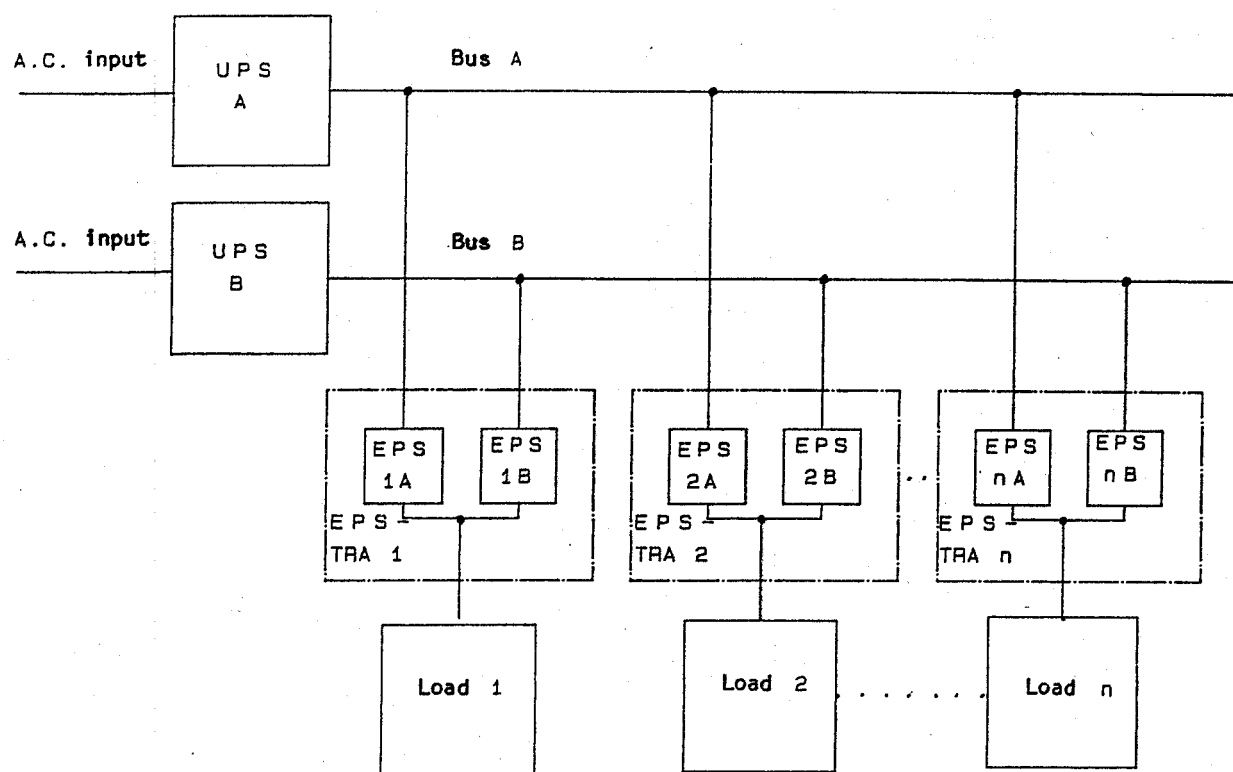 A.C. input
UPS
A
Bus A
A.C. input
UPS
B
Bus B
EPS
1A
EPS
1B
EPS-
TRA 1
EPS
2A
EPS
2B
EPS-
TRA 2
. .
EPS
nA
EPS
nB
EPS-
TRA n
Load 1
Load 2
. . . . . . .
Load n